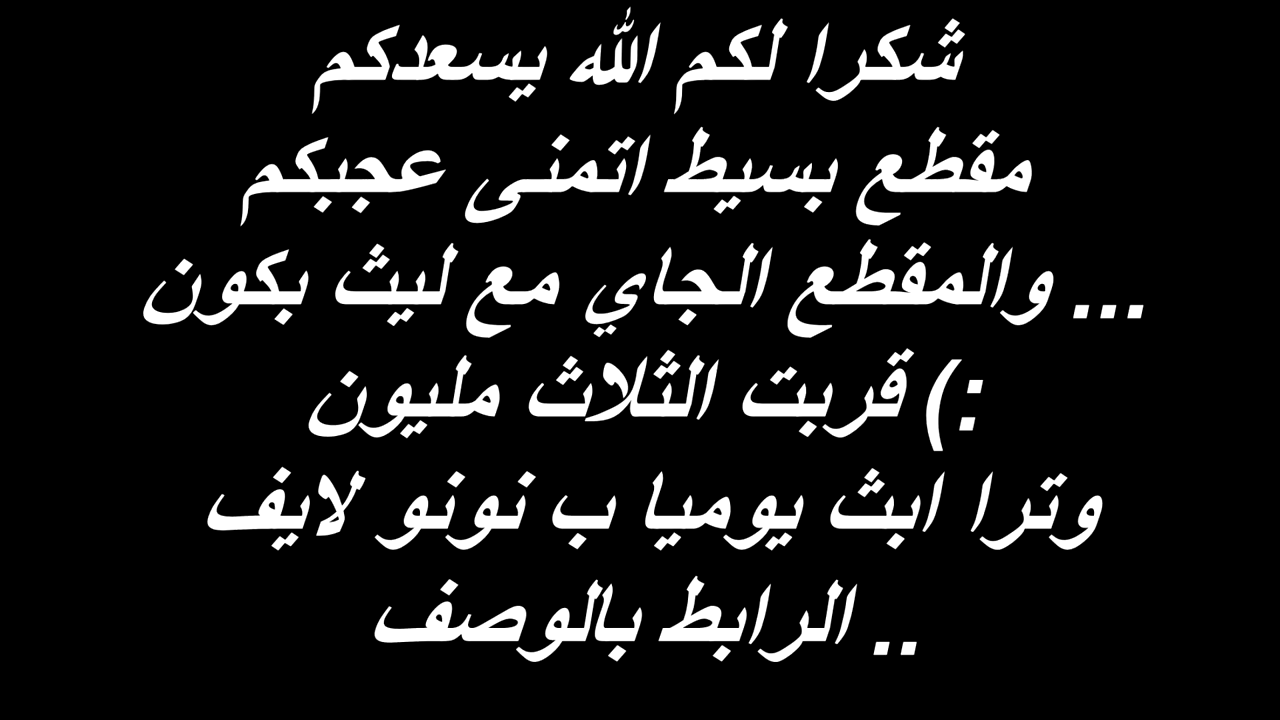 شكرا لكم الله يسعدكم
مقطع بسيط اتمنى عجبكم
... والمقطع الجاي مع ليث بكون
:) قربت الثلاث مليون
وترا ابث يوميا ب نونو لايف
.. الرابط بالوصف